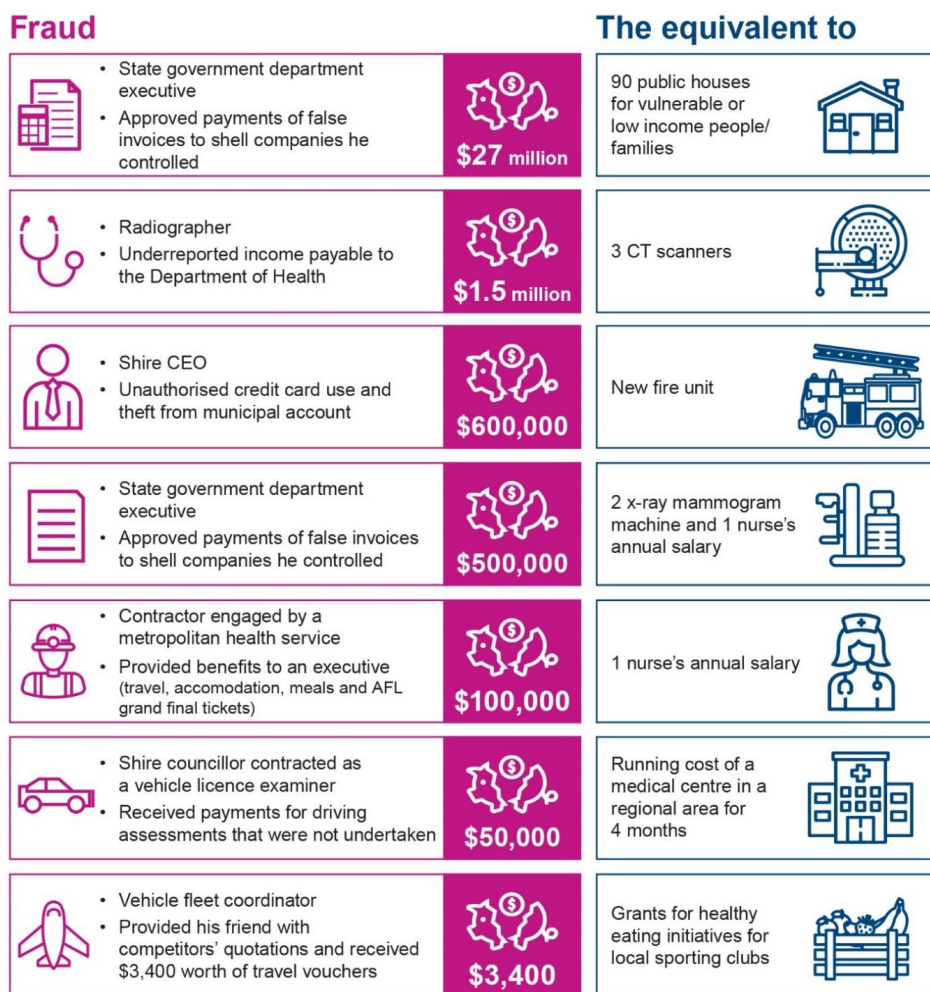 Fraud
The equivalent to
• State government department
executive
• Approved payments of false
invoices to shell companies he
controlled
$
$27 million
90 public houses
for vulnerable or
low income people/
families
• Radiographer
• Underreported income payable to
the Department of Health
$
$1.5 million
3 CT scanners
• Shire CEO
• Unauthorised credit card use and
theft from municipal account
$
$600,000
New fire unit
• State government department
executive
• Approved payments of false invoices
to shell companies he controlled
$
$500,000
2 x-ray mammogram
machine and 1 nurse's
annual salary
• Contractor engaged by a
metropolitan health service
• Provided benefits to an executive
(travel, accomodation, meals and AFL
grand final tickets)
$
$100,000
1 nurse's annual salary
• Shire councillor contracted as
a vehicle licence examiner
• Received payments for driving
assessments that were not undertaken
$
$50,000
Running cost of a
medical centre in a
regional area for
4 months
• Vehicle fleet coordinator
• Provided his friend with
competitors' quotations and received
$3,400 worth of travel vouchers
$
$3,400
Grants for healthy
eating initiatives for
local sporting clubs